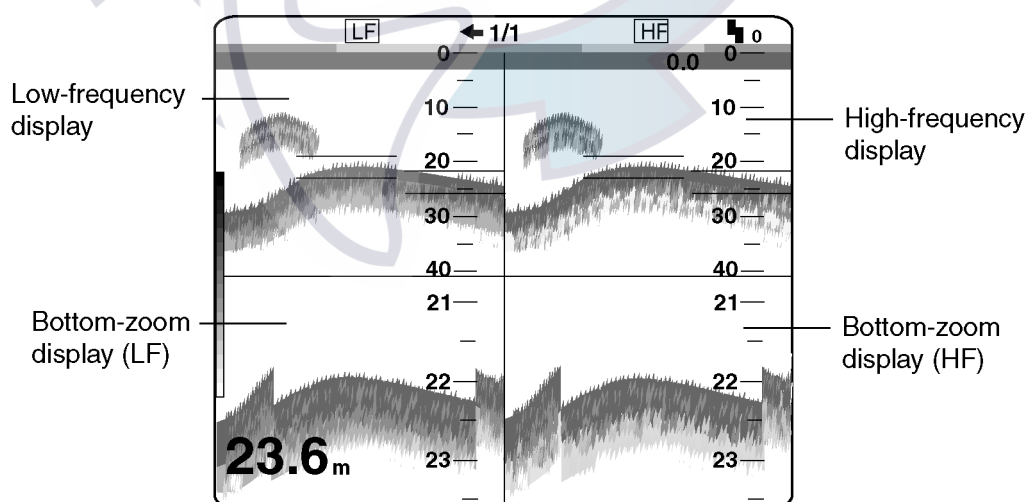 LF
1/1
HF
0
0
0.0
0
Low-frequency
display
10
10
High-frequency
display
20
20
30
30
40
40
21
21
Bottom-zoom
display (LF)
Bottom-zoom
display (HF)
22
22
23.6 m
23
23